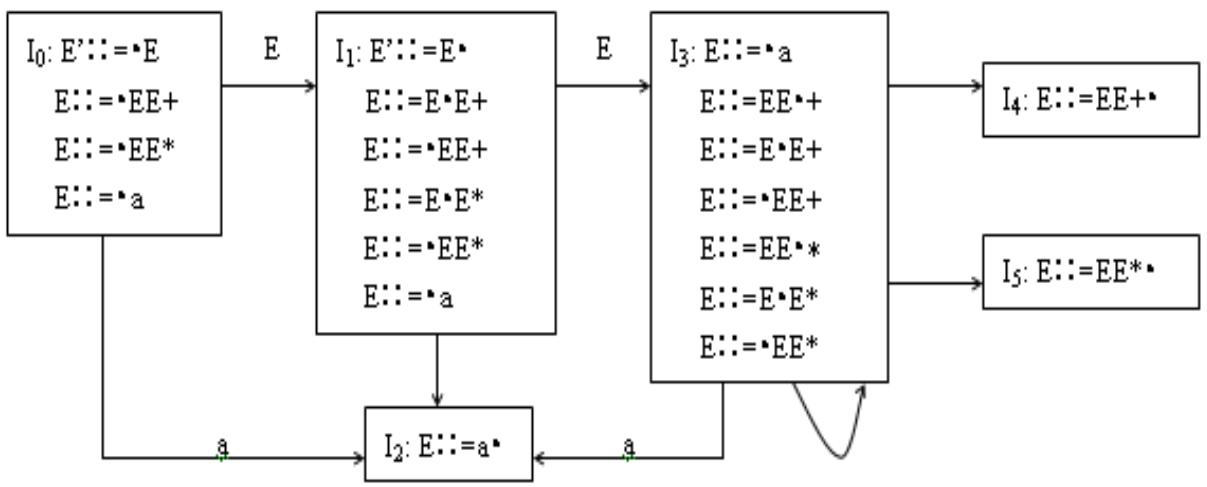 I₀: E'::=•E
E::=•EE+
E::=•EE*
E::=•a
E
I₁: E'::=E•
E::=E•E+
E::=•EE+
E::=E•E*
E::=•EE*
E::=•a
E
I₃: E::=•a
E::=EE•+
E::=E•E+
E::=•EE+
E::=EE•*
E::=E•E*
E::=•EE*
I₄: E::=EE+•
I₅: E::=EE*•
a
I₂: E::=a•
a